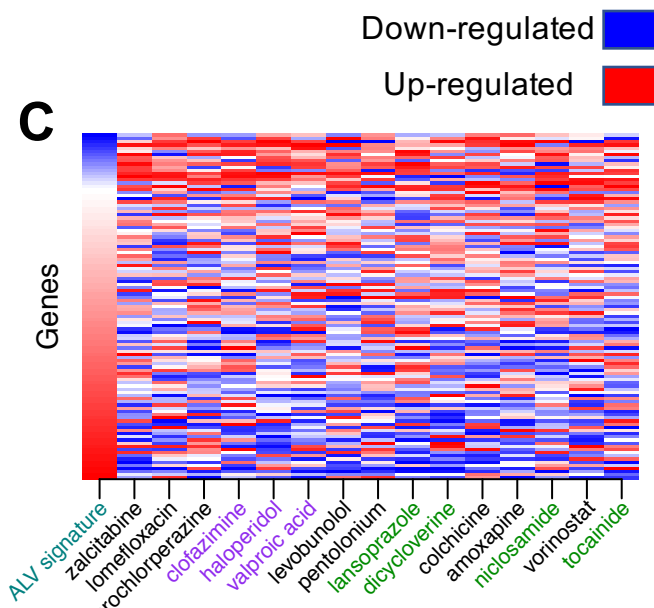 Down-regulated
Up-regulated
C
Genes
ALV signature
zalcitabine
lomefloxacin
rochlorperazine
clofazimine
haloperidol
valproic acid
levobunolol
pentolonium
lansoprazole
dicycloverine
colchicine
amoxapine
niclosamide
vorinostat
tocainide